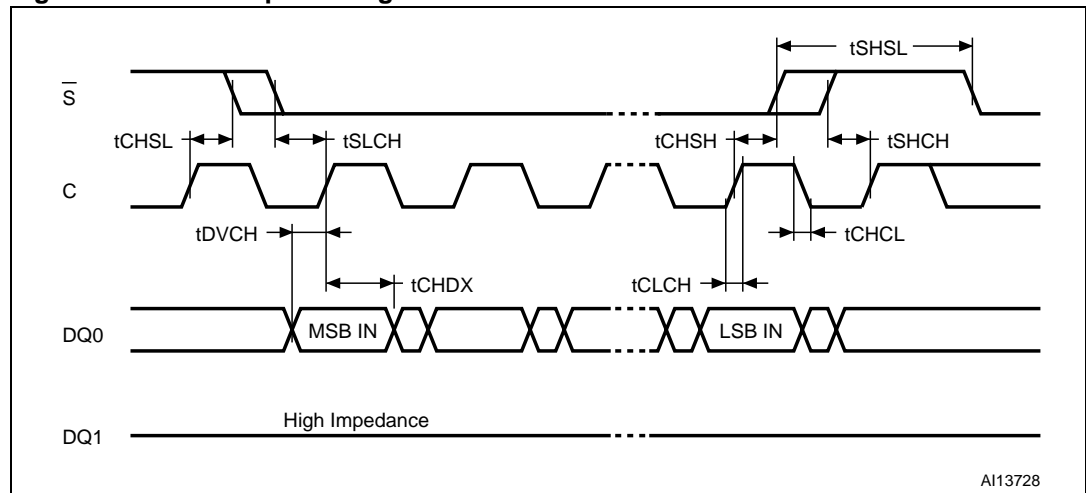 tSHSL
S
tCHSL
tSLCH
tCHSH
tSHCH
C
tDVCH
tCHCL
tCHDX
tCLCH
DQ0
MSB IN
LSB IN
High Impedance
DQ1
AI13728